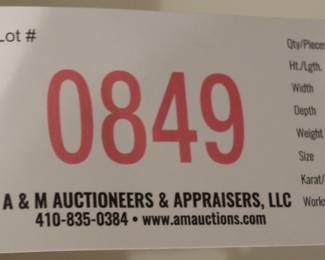 Lot #
0849
A & M AUCTIONEERS & APPRAISERS, LLC
410-835-0384 • www.amauctions.com
Qty/Pieces
Ht./Lgth.
Width
Depth
Weight
Size
Karat/
Works